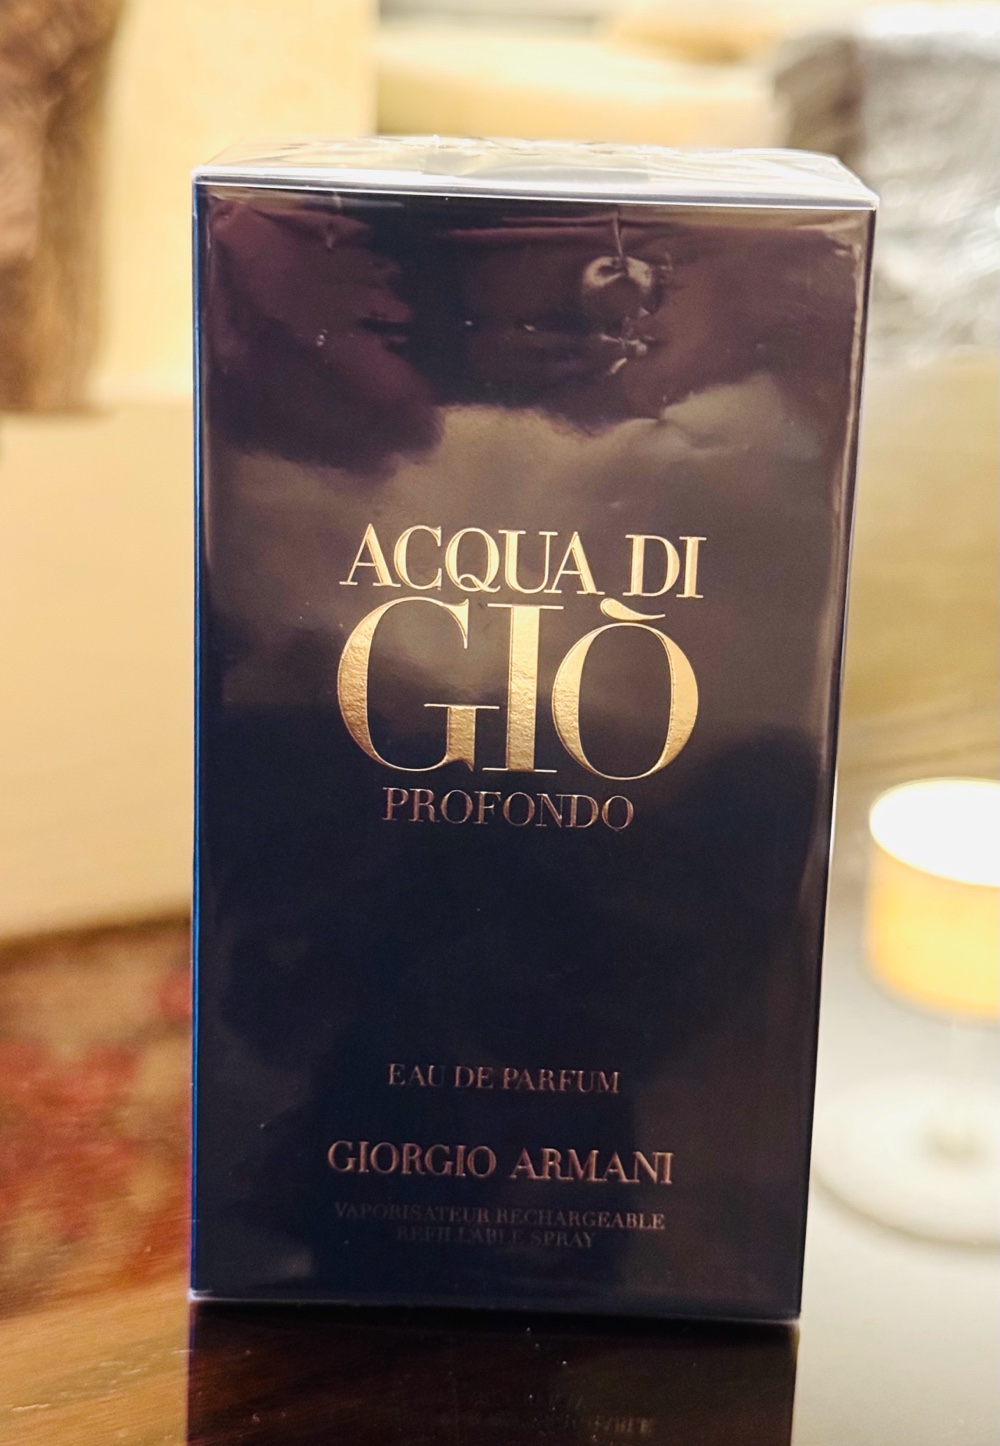 ACQUA DI
GIÒ
PROFONDO
EAU DE PARFUM
GIORGIO ARMANI
VAPORISATEUR RECHARGEABLE
REFILLABLE SPRAY